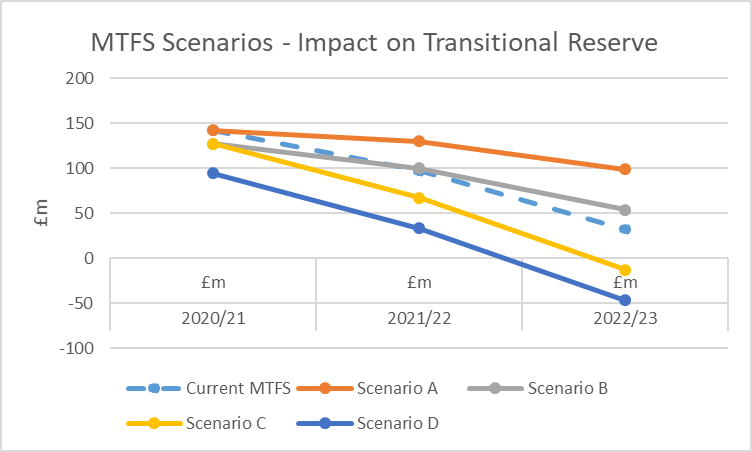 MTFS Scenarios - Impact on Transitional Reserve
200
150
100
50
0
-50
-100
£m
£m £m £m
2020/21 2021/22 2022/23
Current MTFS Scenario A Scenario B
Scenario C Scenario D